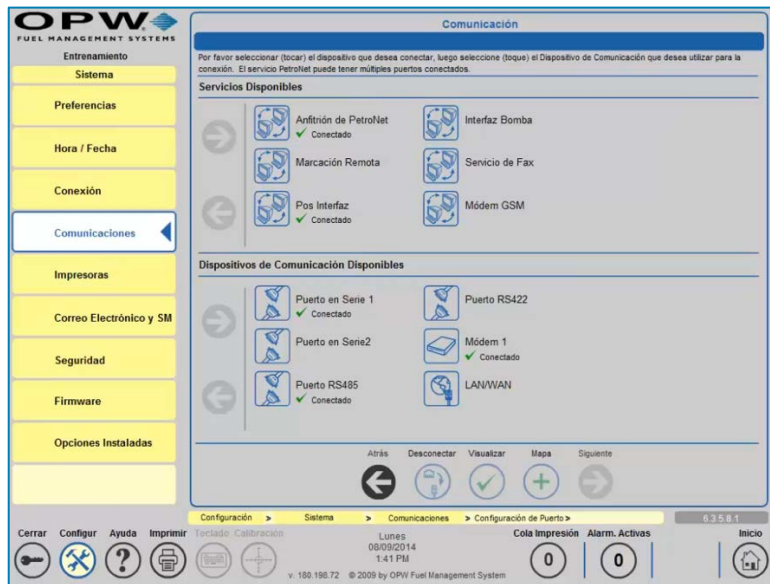 OPW
FUEL MANAGEMENT SYSTEMS
Entrenamiento
Sistema
Preferencias
Hora / Fecha
Conexión
Comunicaciones
Impresoras
Correo Electrónico y SM
Seguridad
Firmware
Opciones Instaladas
Comunicación
Por favor seleccionar (tocar) el dispositivo que desea conectar, luego seleccione (toque) el Dispositivo de Comunicación que desea utilizar para la
conexión. El servicio PetroNet puede tener múltiples puertos conectados.
Servicios Disponibles
Anfitrión de PetroNet
Conectado
Interfaz Bomba
Marcación Remota
Servicio de Fax
Pos Interfaz
Conectado
Módem GSM
Dispositivos de Comunicación Disponibles
Puerto en Serie 1
Conectado
Puerto RS422
Puerto en Serie2
Módem 1
Conectado
Puerto RS485
Conectado
LAN/WAN
Atrás Desconectar Visualizar Mapa Siguiente
Configuración > Sistema > Comunicaciones > Configuración de Puerto >
6.3.5.8.1
Cerrar Configur Ayuda Imprimir Teclado Calibración
Lunes
08/09/2014
1:41 PM
v. 180.198.72 © 2009 by OPW Fuel Management System
Cola Impresión Alarm. Activas Inicio
0 0